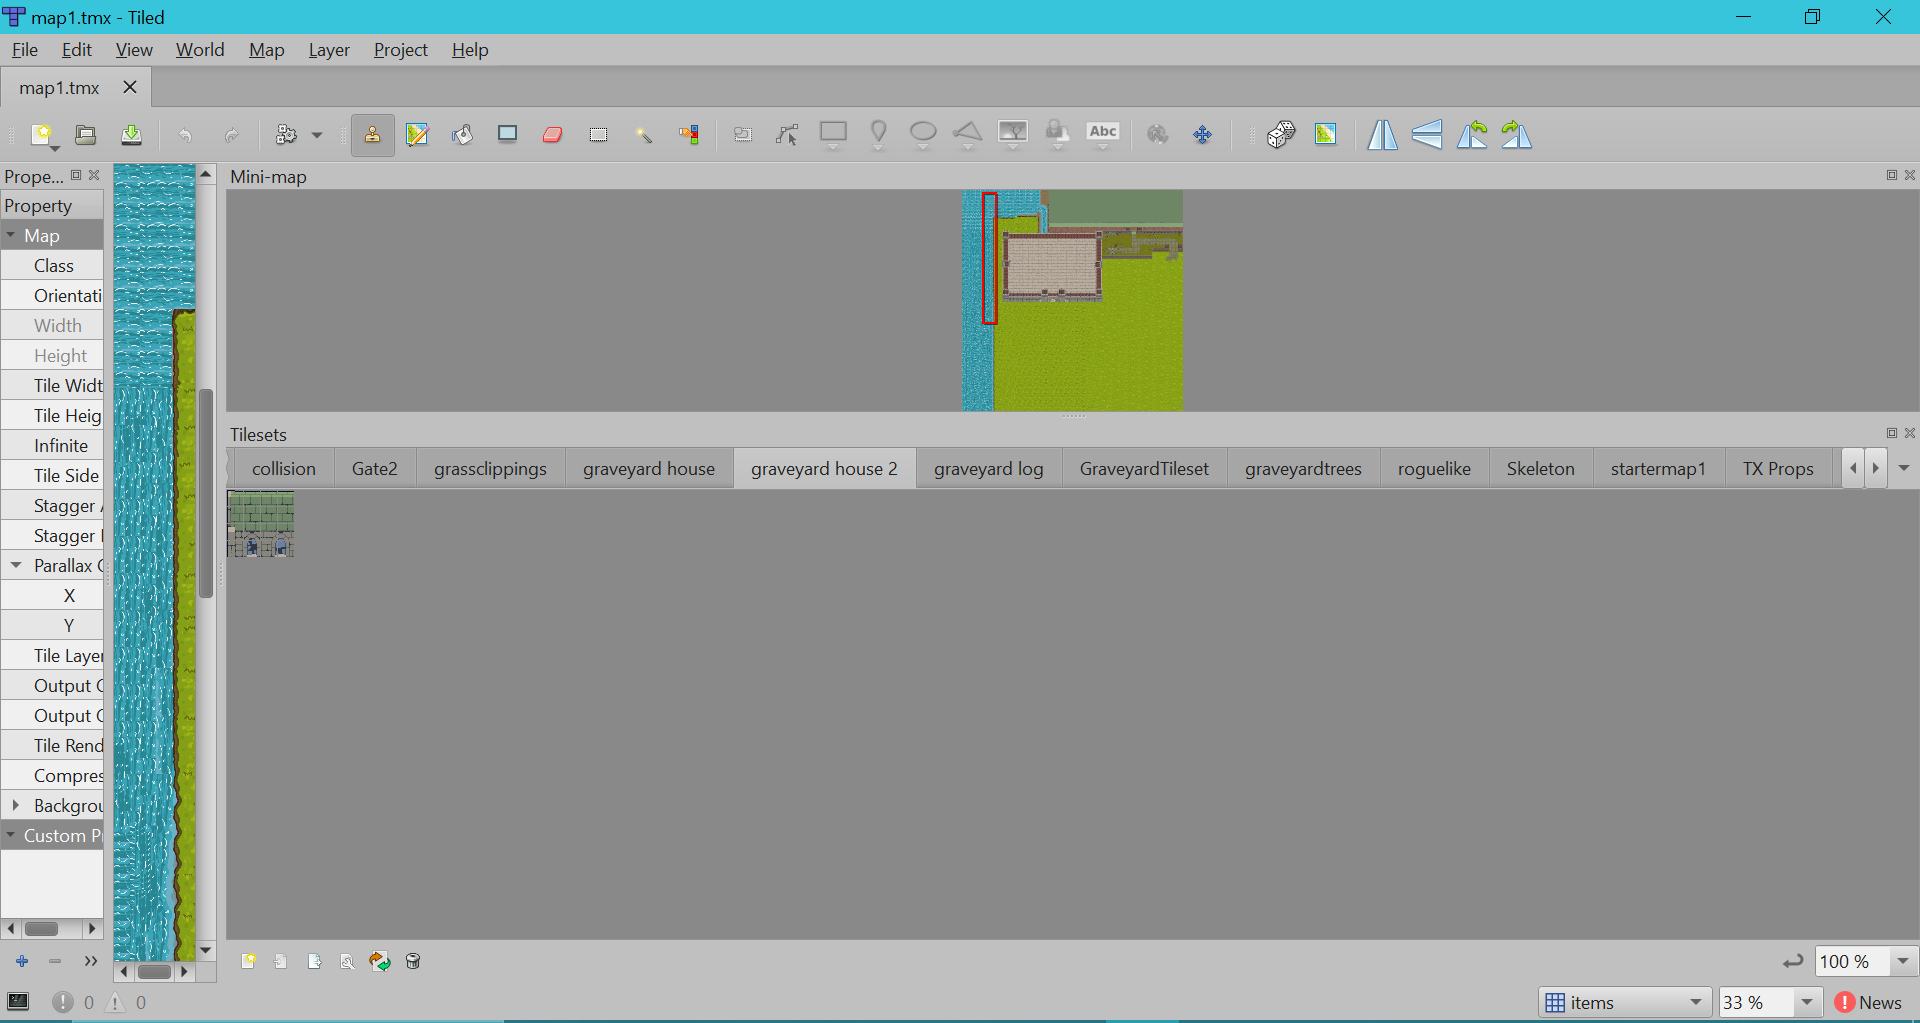 map1.tmx - Tiled
File Edit View World Map Layer Project Help
map1.tmx
Abc
Prope...
Mini-map
Property
Map
Class
Orientati
Width
Height
Tile Widt
Tile Heig
Infinite
Tile Side
Stagger
Stagger
Parallax
X
Y
Tile Layer
Output
Output
Tile Rend
Compres
Backgrou
Custom P
Tilesets
collision Gate2 grassclippings graveyard house graveyard house 2 graveyard log GraveyardTileset graveyardtrees roguelike Skeleton startermap1 TX Props
100 %
0 0 items 33 % News